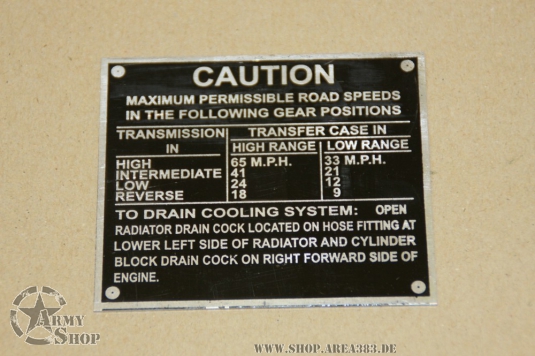 CAUTION
MAXIMUM PERMISSIBLE ROAD SPEEDS
IN THE FOLLOWING GEAR POSITIONS
TRANSMISSION TRANSFER CASE IN
IN HIGH RANGE LOW RANGE
HIGH 65 M.P.H. 33 M.P.H.
INTERMEDIATE 41 21
LOW 24 12
REVERSE 18 9
TO DRAIN COOLING SYSTEM: OPEN
RADIATOR DRAIN COCK LOCATED ON HOSE FITTING AT
LOWER LEFT SIDE OF RADIATOR AND CYLINDER
BLOCK DRAIN COCK ON RIGHT FORWARD SIDE OF
ENGINE.
ARMY
SHOP
WWW.SHOP.AREA383.DE